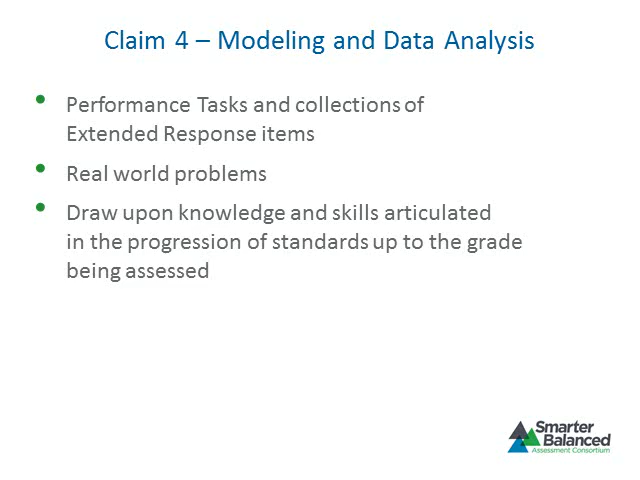 Claim 4 – Modeling and Data Analysis
• Performance Tasks and collections of
Extended Response items
• Real world problems
• Draw upon knowledge and skills articulated
in the progression of standards up to the grade
being assessed
Smarter
Balanced
Assessment Consortium